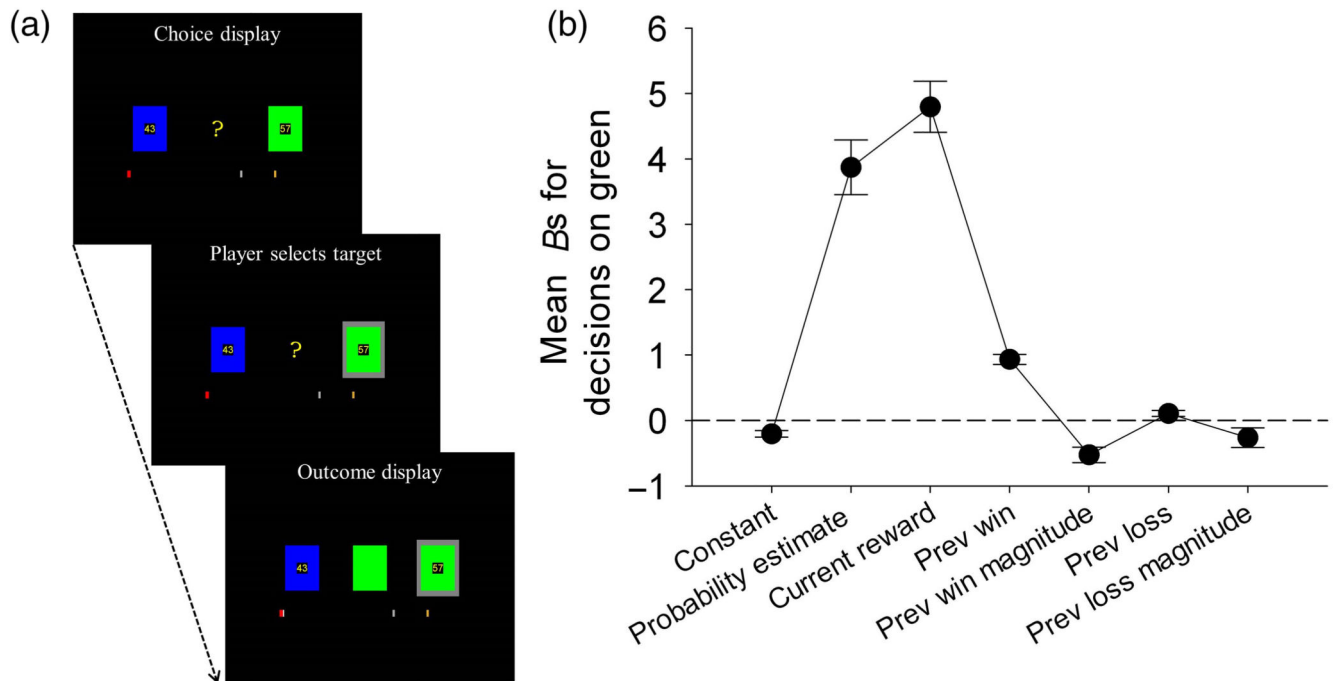 (a)
Choice display
43
?
57
Player selects target
43
?
57
Outcome display
43
57
(b)
Mean Bs for
decisions on green
6
5
4
3
2
1
0
−1
Constant
Probability estimate
Current reward
Prev win
Prev win magnitude
Prev loss
Prev loss magnitude